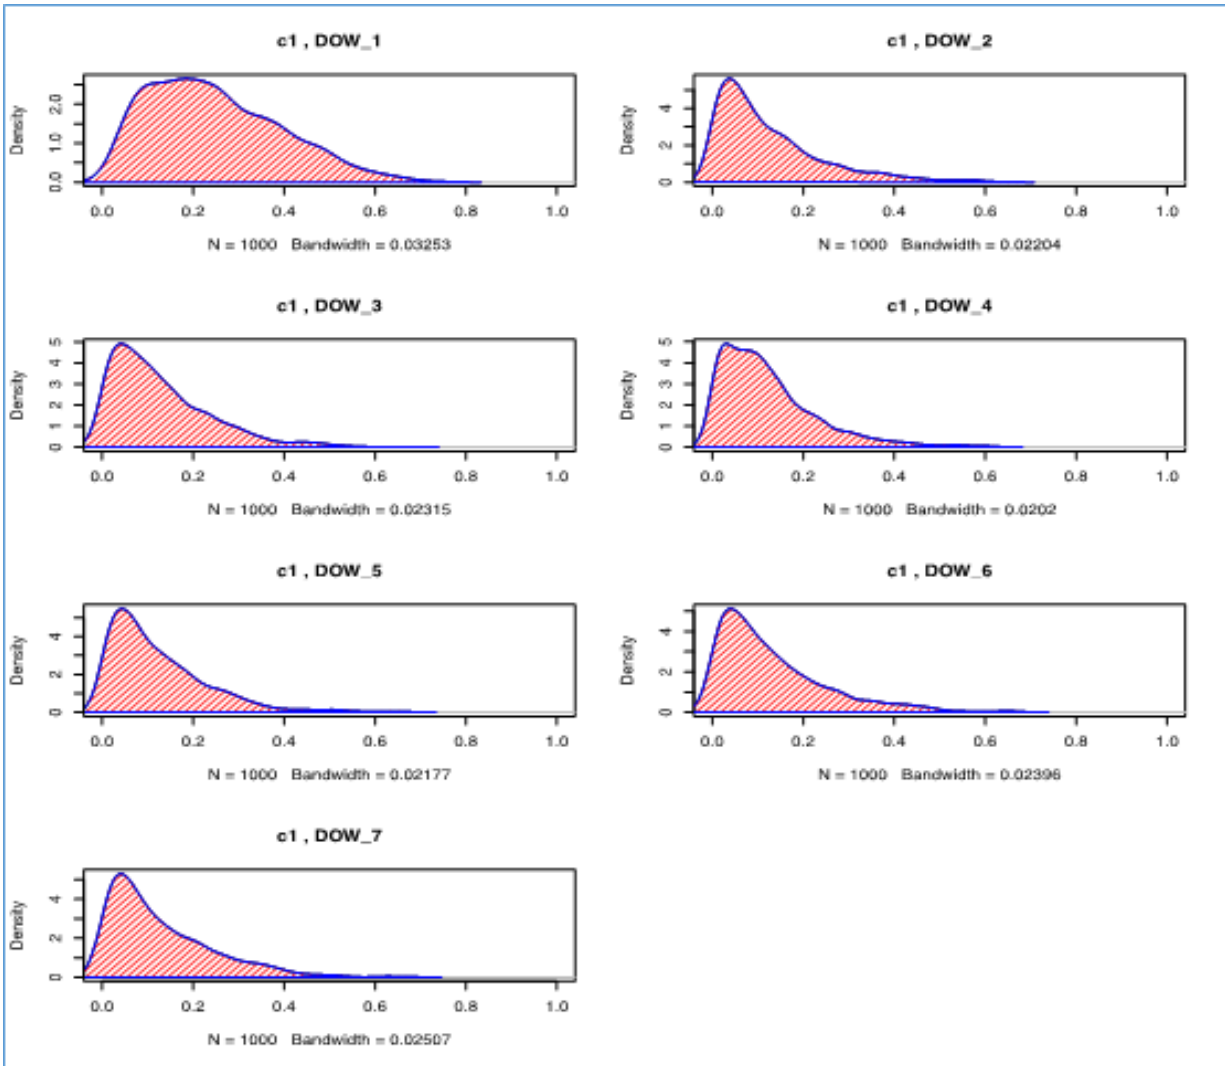 c1 , DOW_1
Density
0.0 1.0 2.0
0.0 0.2 0.4 0.6 0.8 1.0
N = 1000 Bandwidth = 0.03253
c1 , DOW_2
Density
0 2 4
0.0 0.2 0.4 0.6 0.8 1.0
N = 1000 Bandwidth = 0.02204
c1 , DOW_3
Density
0 1 2 3 4 5
0.0 0.2 0.4 0.6 0.8 1.0
N = 1000 Bandwidth = 0.02315
c1 , DOW_4
Density
0 1 2 3 4 5
0.0 0.2 0.4 0.6 0.8 1.0
N = 1000 Bandwidth = 0.0202
c1 , DOW_5
Density
0 2 4
0.0 0.2 0.4 0.6 0.8 1.0
N = 1000 Bandwidth = 0.02177
c1 , DOW_6
Density
0 2 4
0.0 0.2 0.4 0.6 0.8 1.0
N = 1000 Bandwidth = 0.02396
c1 , DOW_7
Density
0 2 4
0.0 0.2 0.4 0.6 0.8 1.0
N = 1000 Bandwidth = 0.02507